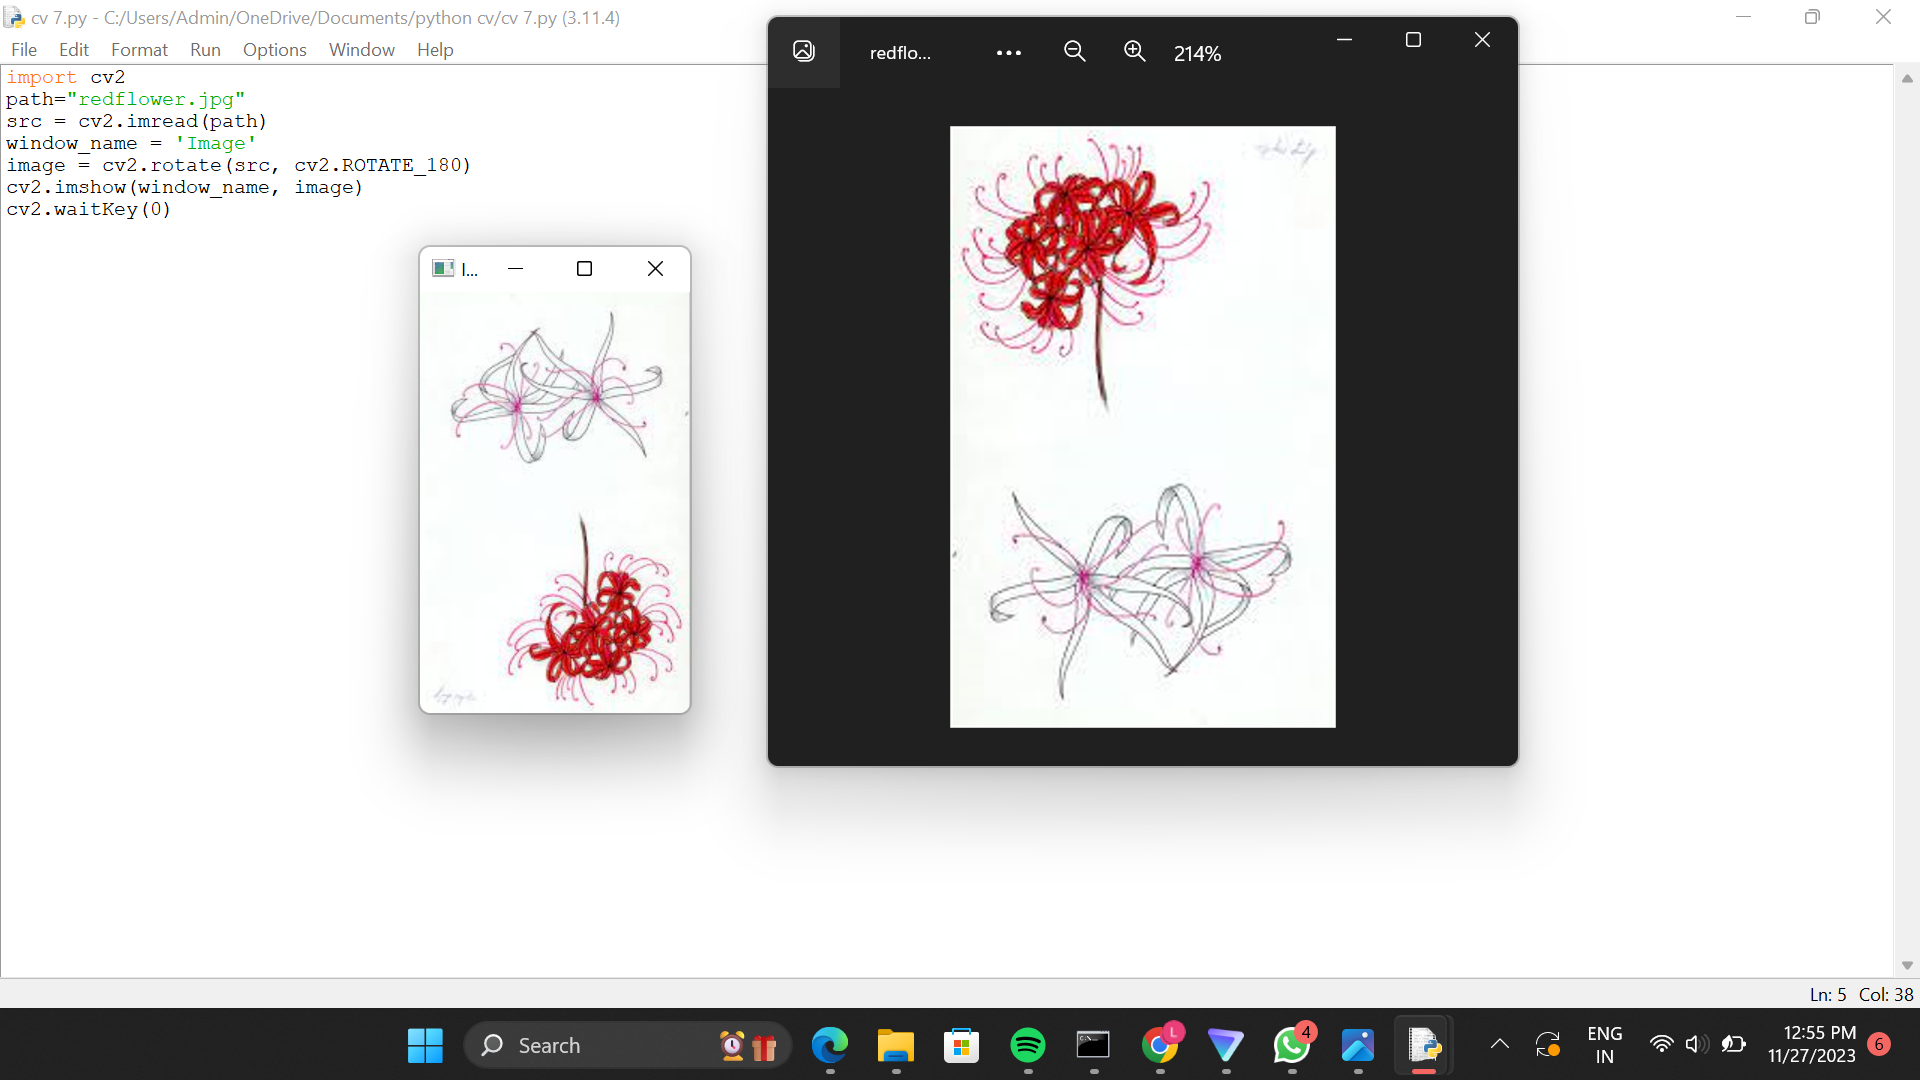 cv 7.py - C:/Users/Admin/OneDrive/Documents/python cv/cv 7.py (3.11.4)
File Edit Format Run Options Window Help
import cv2
path="redflower.jpg"
src = cv2.imread(path)
window_name = 'Image'
image = cv2.rotate(src, cv2.ROTATE_180)
cv2.imshow(window_name, image)
cv2.waitKey(0)
I...
redflo...
214%
Ln: 5 Col: 38
Search
L
4
ENG
IN
12:55 PM
11/27/2023
6